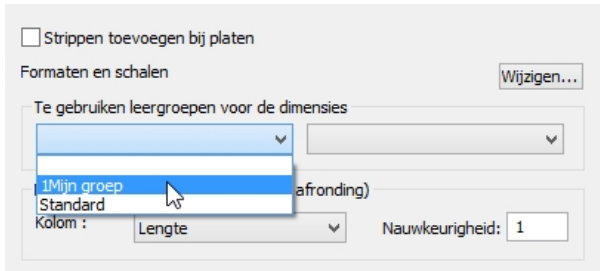 Strippen toevoegen bij platen
Formaten en schalen
Wijzigen...
Te gebruiken leergroepen voor de dimensies
1Mijn groep
afronding)
Standard
Kolom :
Lengte
Nauwkeurigheid:
1